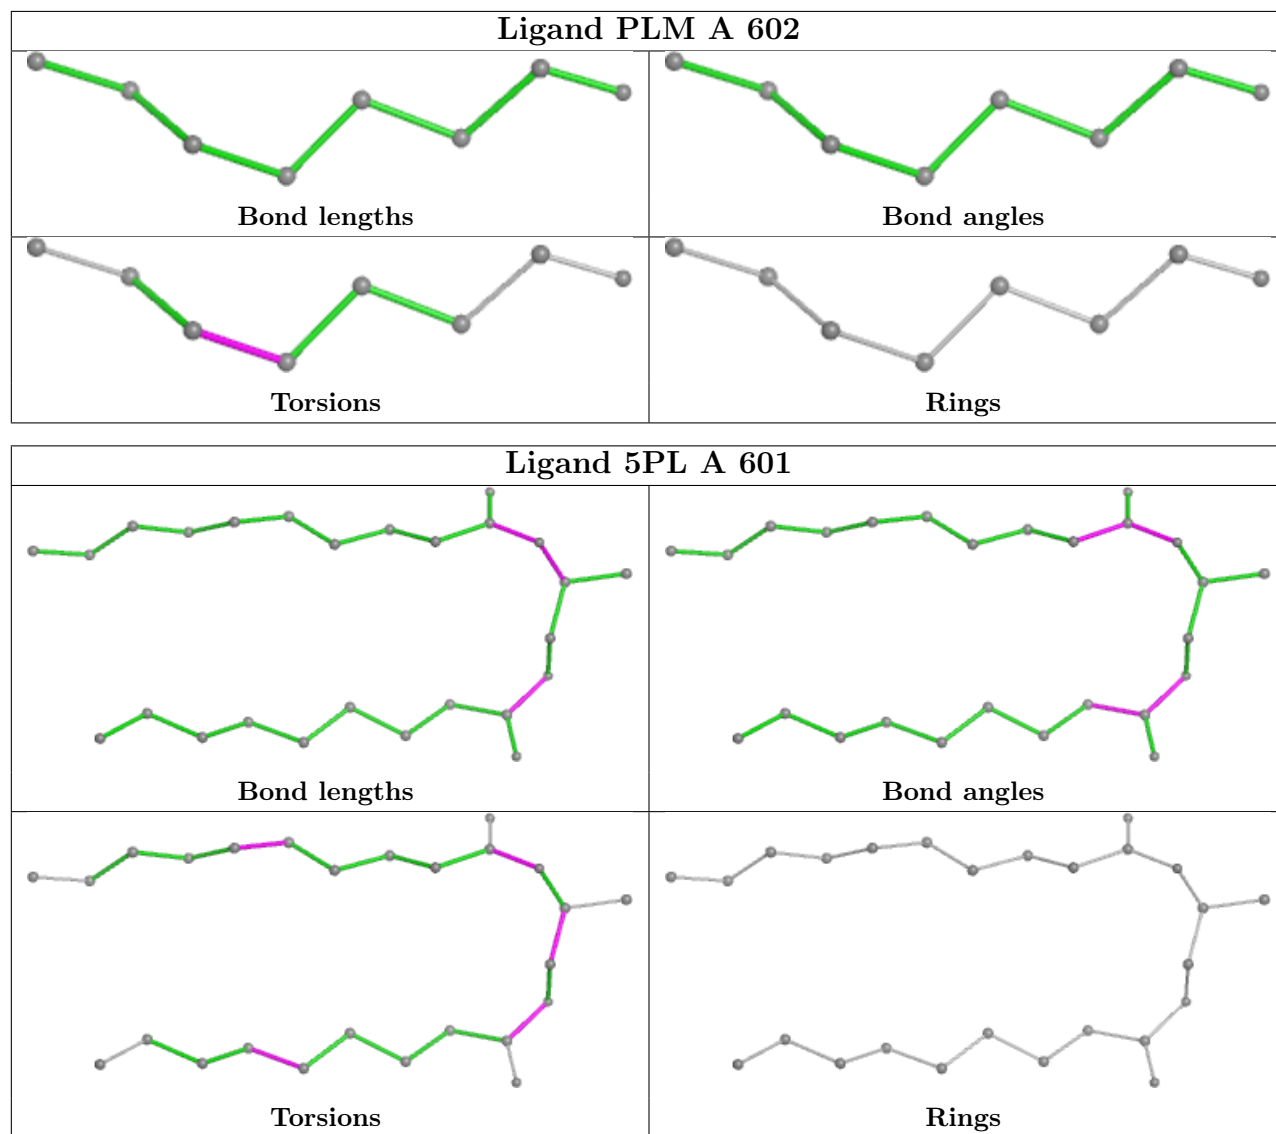 Ligand PLM A 602
Bond lengths
Bond angles
Torsions
Rings
Ligand 5PL A 601
Bond lengths
Bond angles
Torsions
Rings